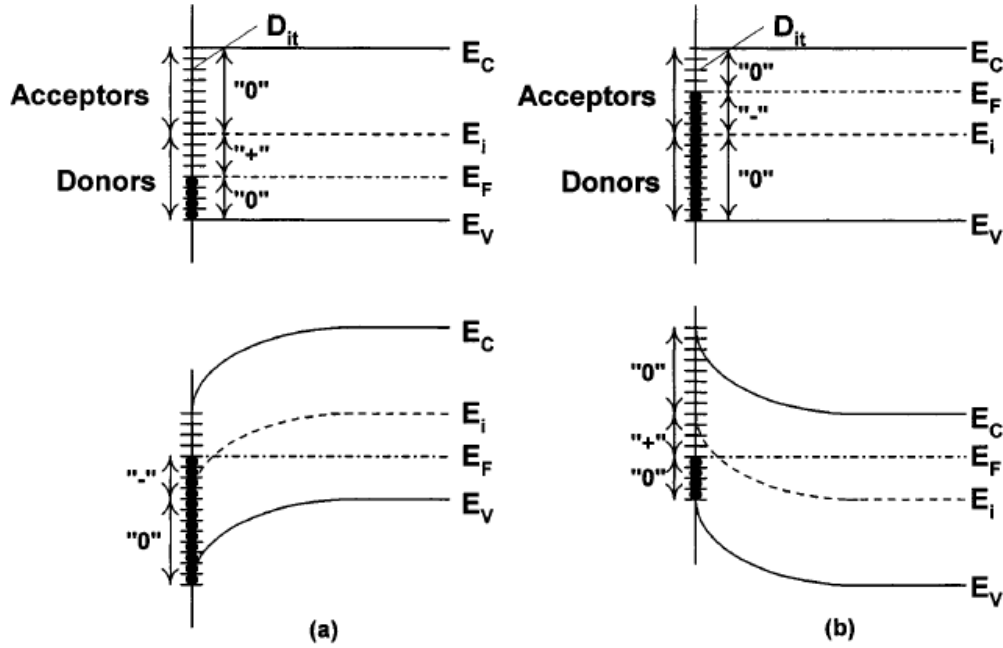 D_it
E_C
Acceptors
"0"
E_i
"+"
Donors
E_F
"0"
E_V
D_it
E_C
"0"
Acceptors
E_F
"-"
E_i
Donors
"0"
E_V
E_C
E_i
E_F
"-"
E_V
"0"
(a)
"0"
E_C
"+"
E_F
"0"
E_i
E_V
(b)